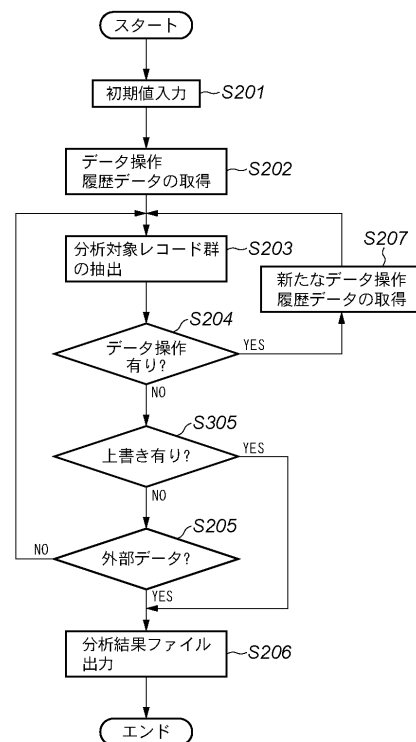 スタート
初期値入力
S201
データ操作
履歴データの取得
S202
分析対象レコード群
の抽出
S203
S207
新たなデータ操作
履歴データの取得
S204
データ操作
有り?
YES
NO
S305
上書き有り?
YES
NO
S205
外部データ?
NO
YES
分析結果ファイル
出力
S206
エンド